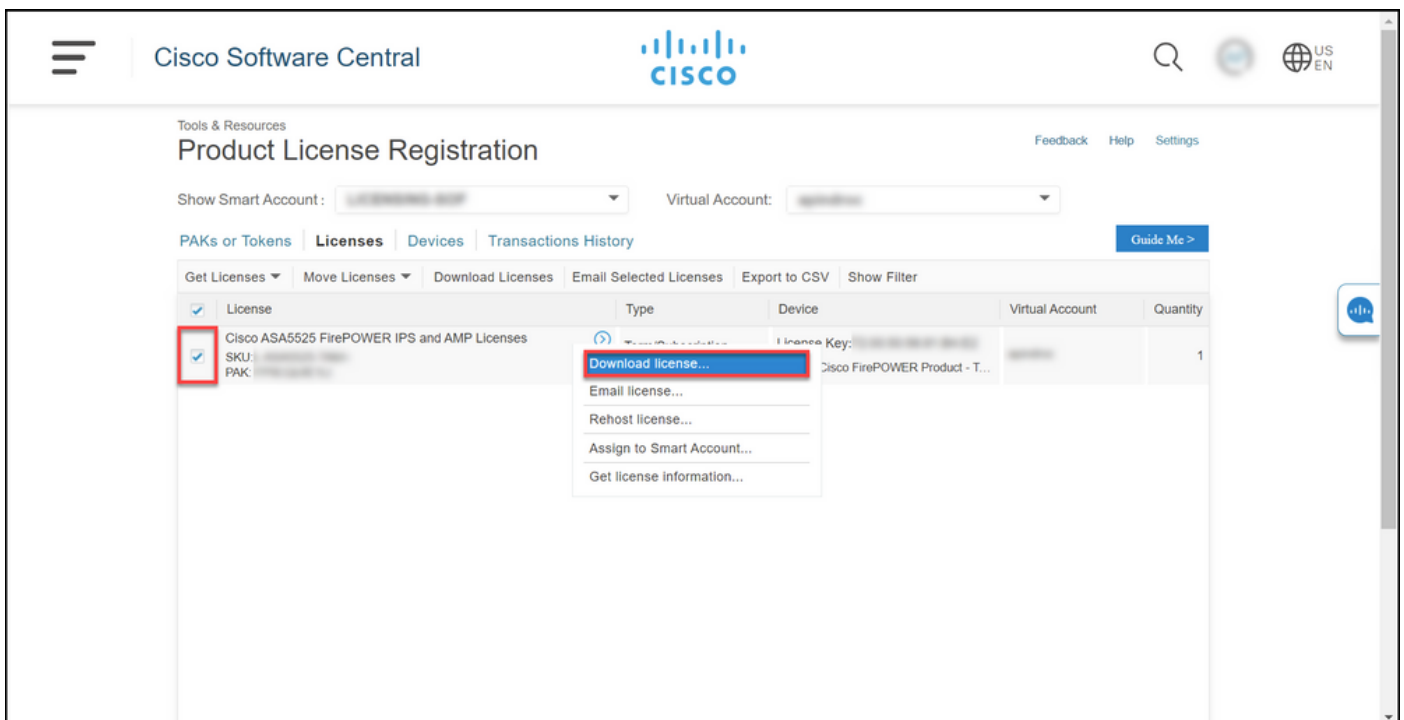 Cisco Software Central
CISCO
US
EN
Tools & Resources
Product License Registration
Feedback Help Settings
Show Smart Account :
Virtual Account:
PAKs or Tokens Licenses Devices Transactions History
Guide Me >
Get Licenses Move Licenses Download Licenses Email Selected Licenses Export to CSV Show Filter
License Type Device Virtual Account Quantity
Cisco ASA5525 FirePOWER IPS and AMP Licenses
Term/Subscription License Key:
SKU:
1
PAK:
Cisco FirePOWER Product - T...
Download license...
Email license...
Rehost license...
Assign to Smart Account...
Get license information...